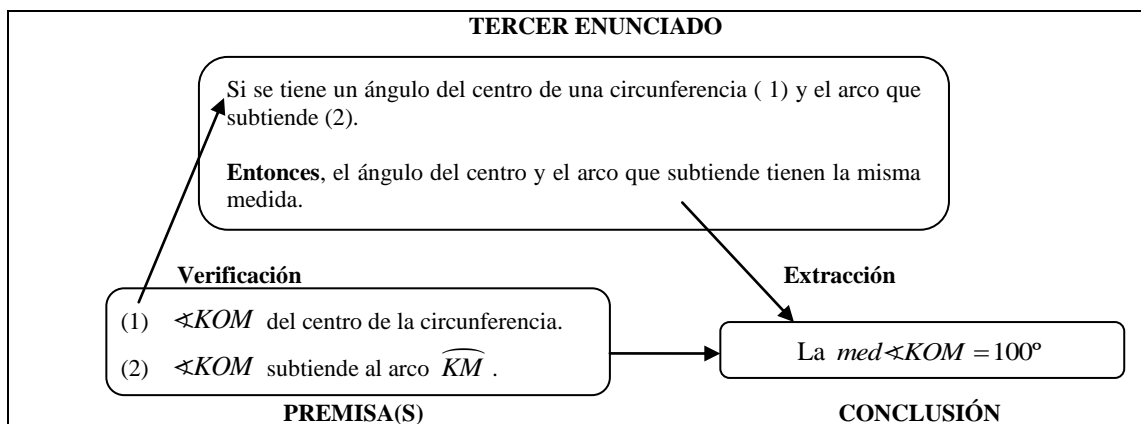 TERCER ENUNCIADO
Si se tiene un ángulo del centro de una circunferencia ( 1) y el arco que
subtiende (2).
Entonces, el ángulo del centro y el arco que subtiende tienen la misma
medida.
Verificación
Extracción
(1) ∢KOM del centro de la circunferencia.
(2) ∢KOM subtiende al arco \widehat{KM} .
La med∢KOM = 100º
PREMISA(S)
CONCLUSIÓN